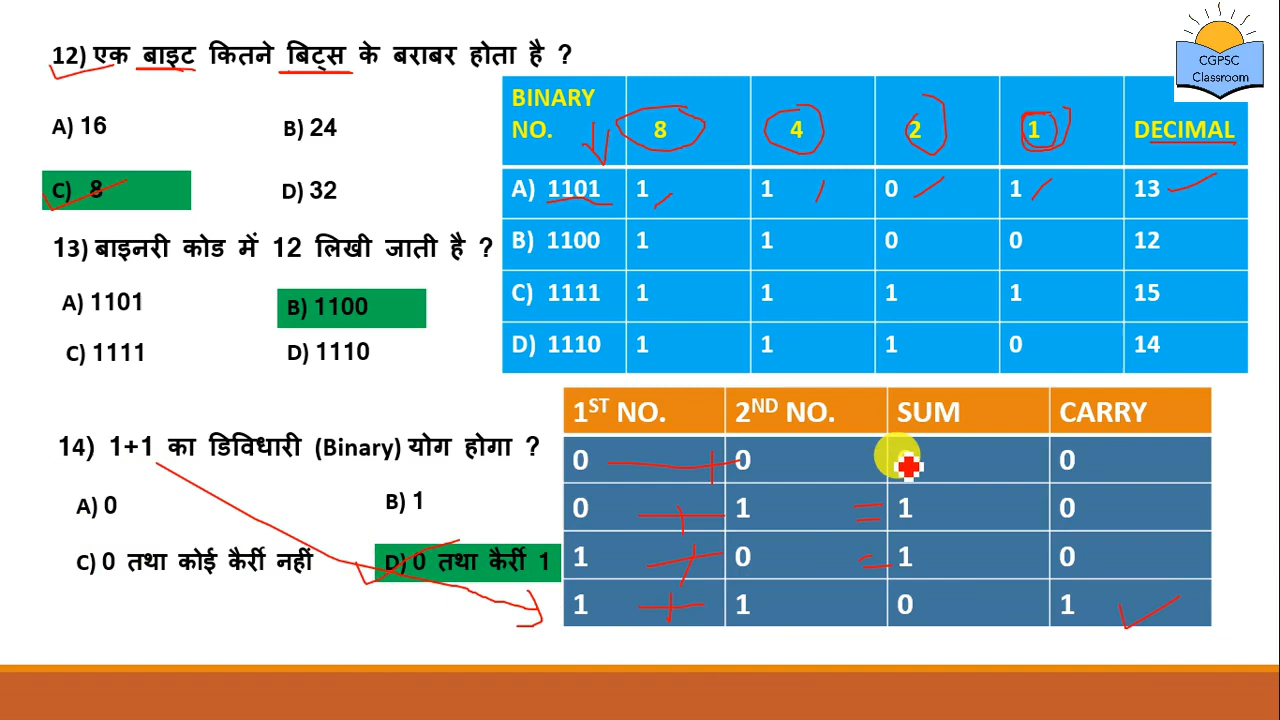 12) एक बाइट कितने बिट्स के बराबर होता है ?
A) 16
B) 24
C) 8
D) 32
13) बाइनरी कोड में 12 लिखी जाती है ?
A) 1101
B) 1100
C) 1111
D) 1110
14) 1+1 का डिविधारी (Binary) योग होगा ?
A) 0
B) 1
C) 0 तथा कोई कैर्री नहीं
D) 0 तथा कैर्री 1
CGPSC
Classroom
BINARY NO. 8 4 2 1 DECIMAL
A) 1101 1 1 0 1 13
B) 1100 1 1 0 0 12
C) 1111 1 1 1 1 15
D) 1110 1 1 1 0 14
1ST NO. 2ND NO. SUM CARRY
0 0 0
0 1 1 0
1 0 1 0
1 1 0 1